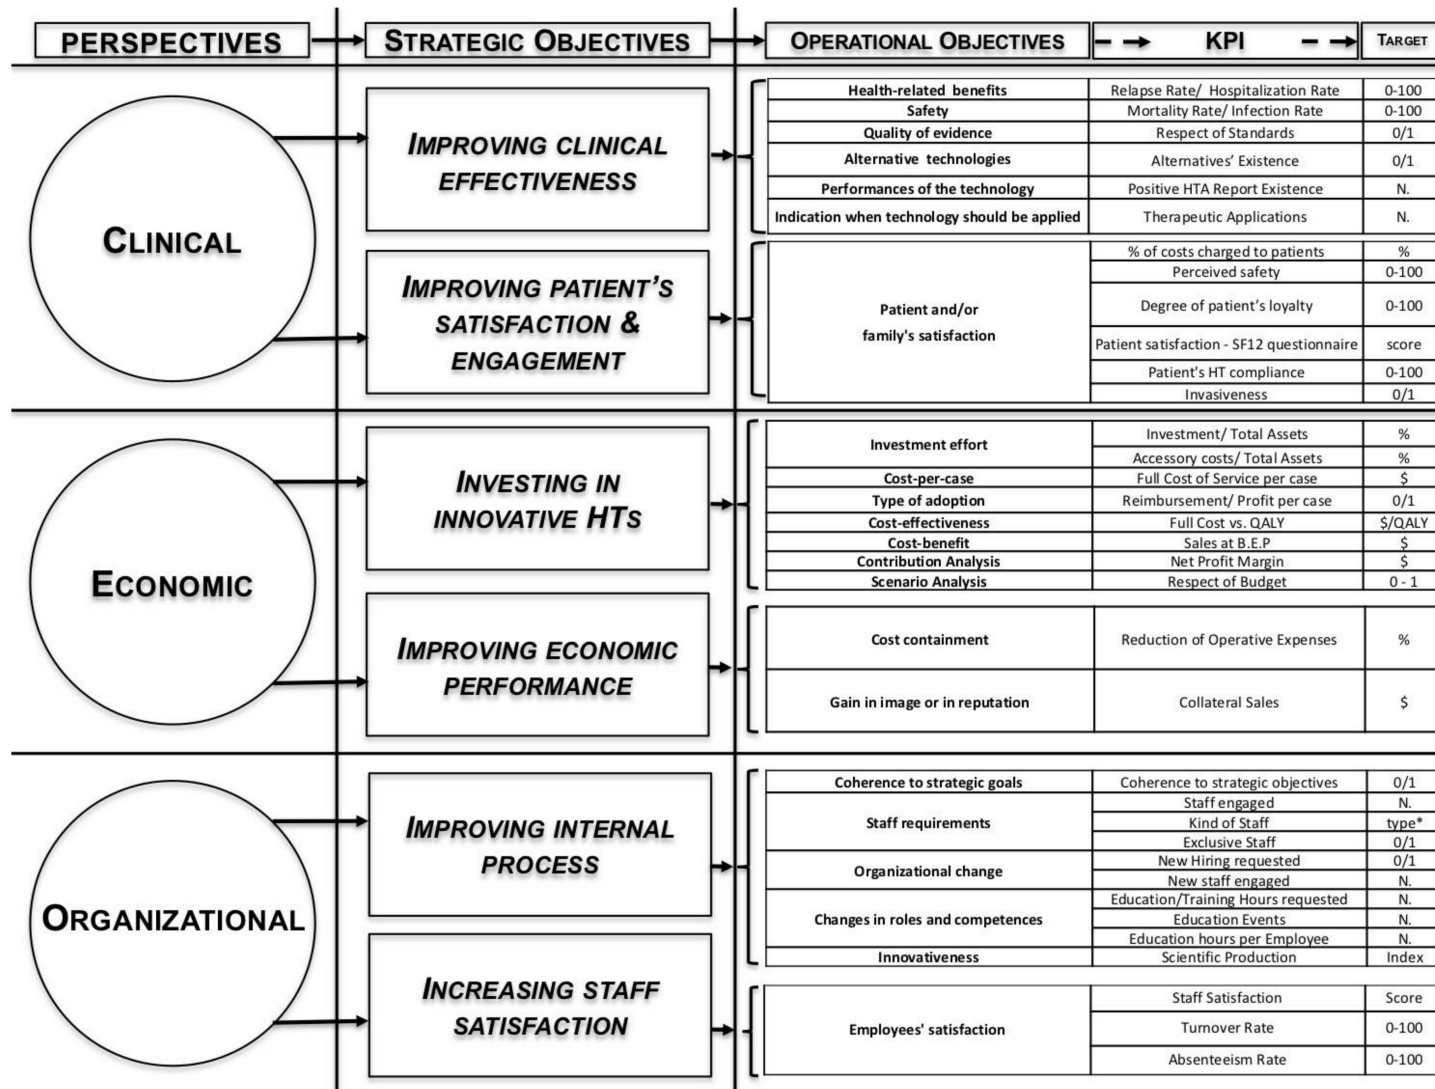 PERSPECTIVES
STRATEGIC OBJECTIVES
OPERATIONAL OBJECTIVES
KPI
TARGET
CLINICAL
IMPROVING CLINICAL
EFFECTIVENESS
Health-related benefits Relapse Rate/ Hospitalization Rate 0-100
Safety Mortality Rate/ Infection Rate 0-100
Quality of evidence Respect of Standards 0/1
Alternative technologies Alternatives' Existence 0/1
Performances of the technology Positive HTA Report Existence N.
Indication when technology should be applied Therapeutic Applications N.
IMPROVING PATIENT'S
SATISFACTION &
ENGAGEMENT
Patient and/or
family's satisfaction
% of costs charged to patients %
Perceived safety 0-100
Degree of patient's loyalty 0-100
Patient satisfaction - SF12 questionnaire score
Patient's HT compliance 0-100
Invasiveness 0/1
ECONOMIC
INVESTING IN
INNOVATIVE HTS
Investment effort
Investment/ Total Assets %
Accessory costs/ Total Assets %
Cost-per-case Full Cost of Service per case $
Type of adoption Reimbursement/ Profit per case 0/1
Cost-effectiveness Full Cost vs. QALY $/QALY
Cost-benefit Sales at B.E.P $
Contribution Analysis Net Profit Margin $
Scenario Analysis Respect of Budget 0 - 1
IMPROVING ECONOMIC
PERFORMANCE
Cost containment Reduction of Operative Expenses %
Gain in image or in reputation Collateral Sales $
ORGANIZATIONAL
IMPROVING INTERNAL
PROCESS
Coherence to strategic goals Coherence to strategic objectives 0/1
Staff requirements
Staff engaged N.
Kind of Staff type*
Exclusive Staff 0/1
Organizational change
New Hiring requested 0/1
New staff engaged N.
Changes in roles and competences
Education/Training Hours requested N.
Education Events N.
Education hours per Employee N.
Innovativeness Scientific Production Index
INCREASING STAFF
SATISFACTION
Employees' satisfaction
Staff Satisfaction Score
Turnover Rate 0-100
Absenteeism Rate 0-100